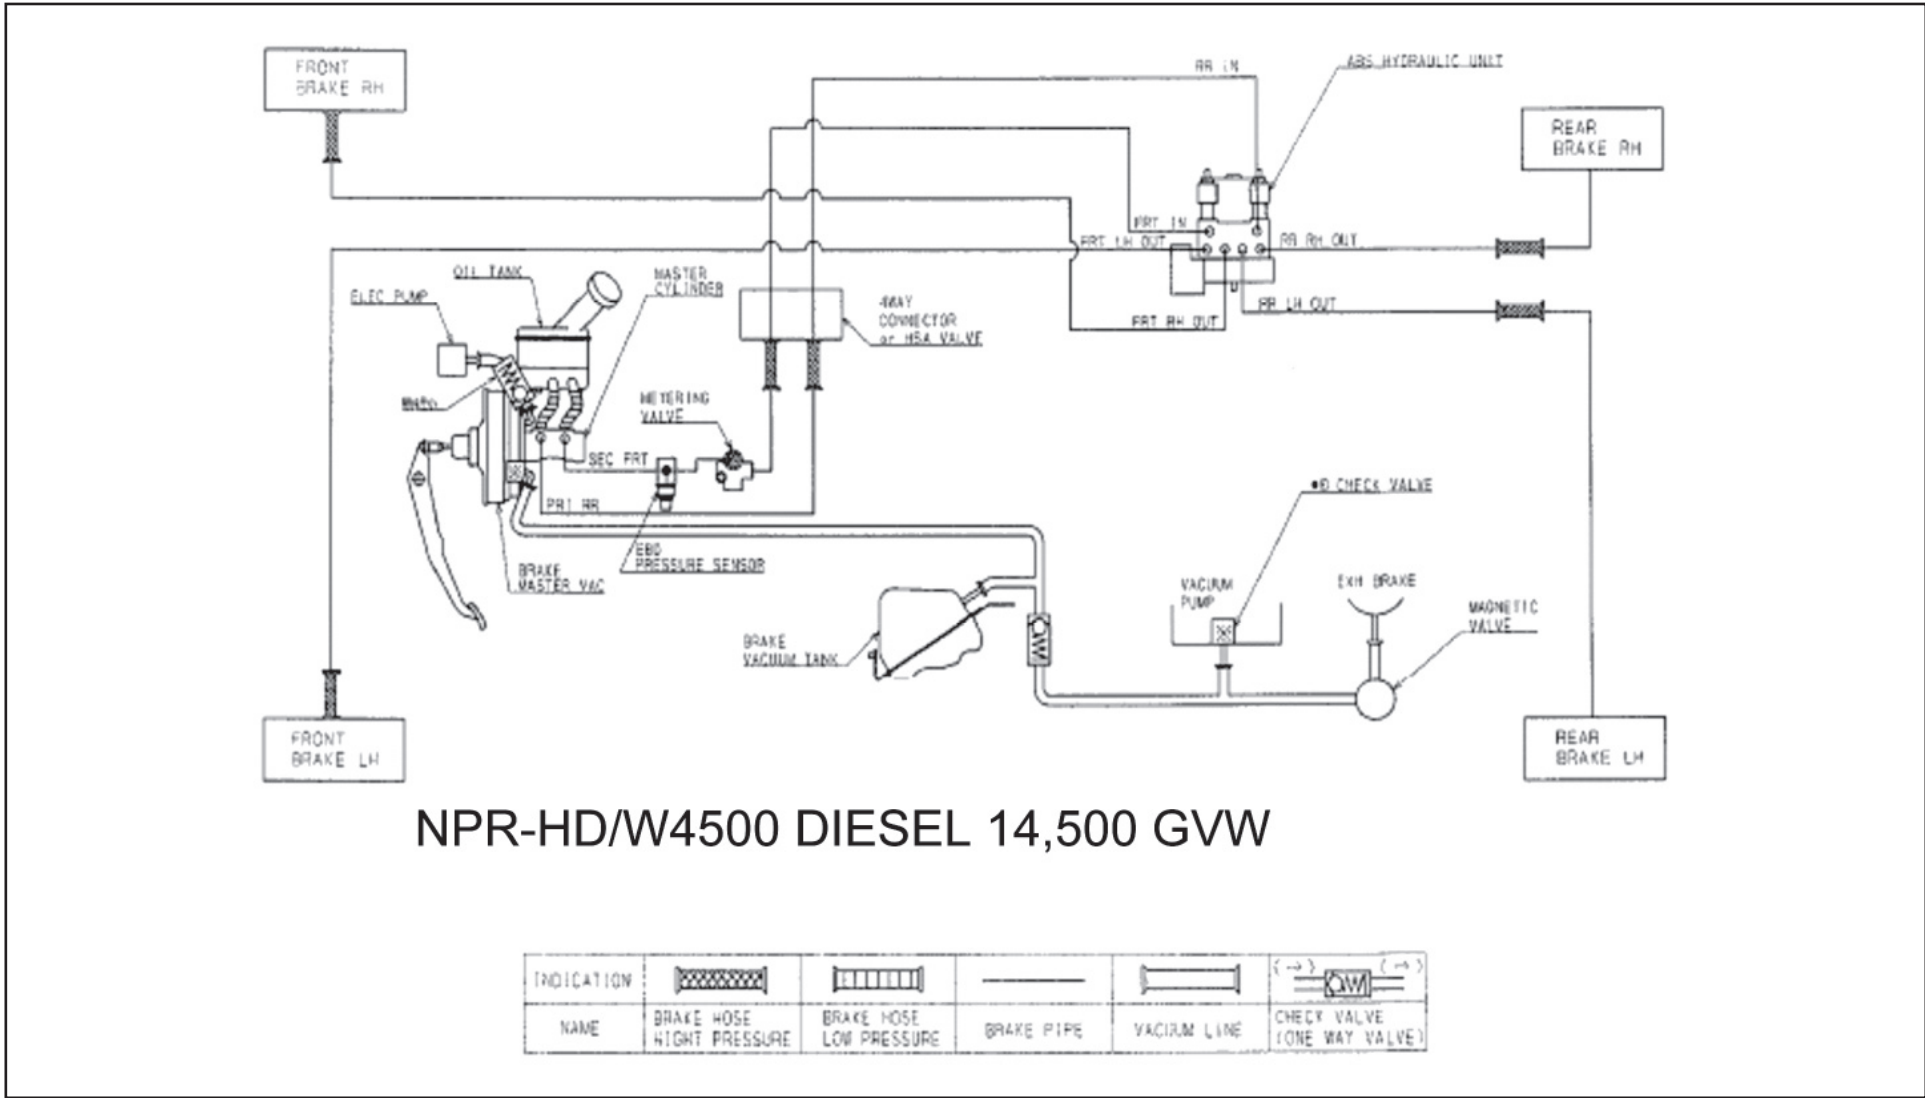 FRONT
BRAKE RH
RR IN
ABS HYDRAULIC UNIT
REAR
BRAKE RH
FRT IN
FRT LH OUT
RR RH OUT
OIL TANK
MASTER
CYLINDER
ELEC PUMP
4WAY
CONNECTOR
or HSA VALVE
FRT RH OUT
RR LH OUT
METERING
VALVE
SEC FRT
PRI RR
CHECK VALVE
EBD
PRESSURE SENSOR
BRAKE
MASTER VAC
VACUUM
PUMP
EXH BRAKE
MAGNETIC
VALVE
BRAKE
VACUUM TANK
FRONT
BRAKE LH
REAR
BRAKE LH
NPR-HD/W4500 DIESEL 14,500 GVW
INDICATION
NAME
BRAKE HOSE
HIGHT PRESSURE
BRAKE HOSE
LOW PRESSURE
BRAKE PIPE
VACUUM LINE
CHECK VALVE
(ONE WAY VALVE)